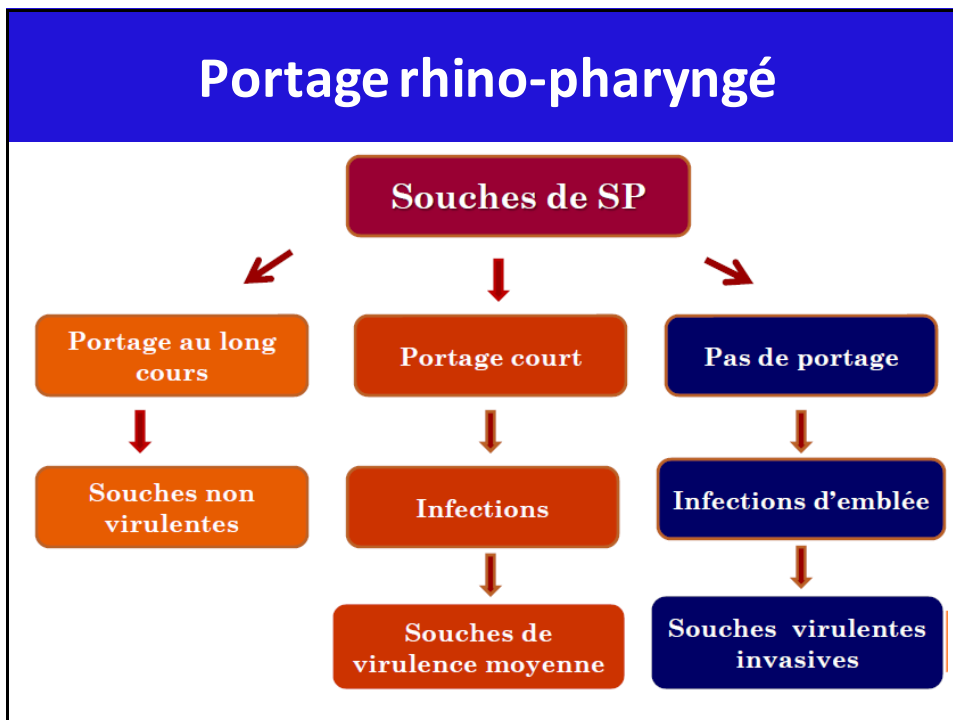 Portage rhino-pharyngé
Souches de SP
Portage au long
cours
Portage court
Pas de portage
Souches non
virulentes
Infections
Infections d'emblée
Souches de
virulence moyenne
Souches virulentes
invasives